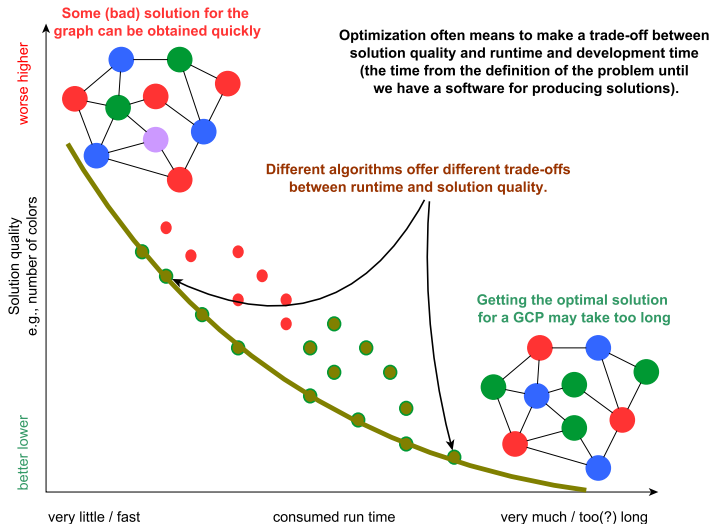 Some (bad) solution for the
graph can be obtained quickly
Optimization often means to make a trade-off between
solution quality and runtime and development time
(the time from the definition of the problem until
we have a software for producing solutions).
worse higher
Different algorithms offer different trade-offs
between runtime and solution quality.
Solution quality
e.g., number of colors
Getting the optimal solution
for a GCP may take too long
better lower
very little / fast
consumed run time
very much / too(?) long